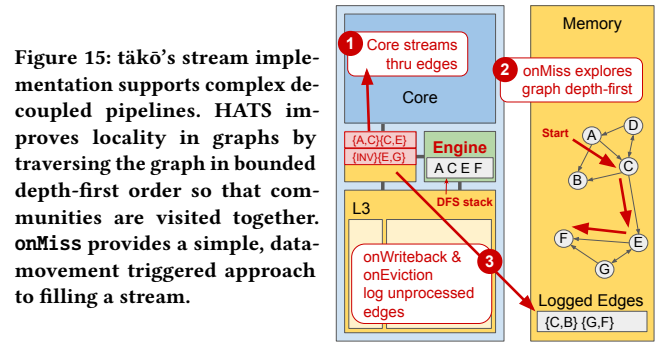 Figure 15: täkō’s stream imple-
mentation supports complex de-
coupled pipelines. HATS im-
proves locality in graphs by
traversing the graph in bounded
depth-first order so that com-
munities are visited together.
onMiss provides a simple, data-
movement triggered approach
to filling a stream.
1
Core streams
thru edges
Core
{A,C}{C,E}
{INV}{E,G}
Engine
A C E F
DFS stack
L3
onWriteback &
onEviction
log unprocessed
edges
3
Memory
2
onMiss explores
graph depth-first
Start
A
D
B
C
F
E
G
Logged Edges
{C,B} {G,F}